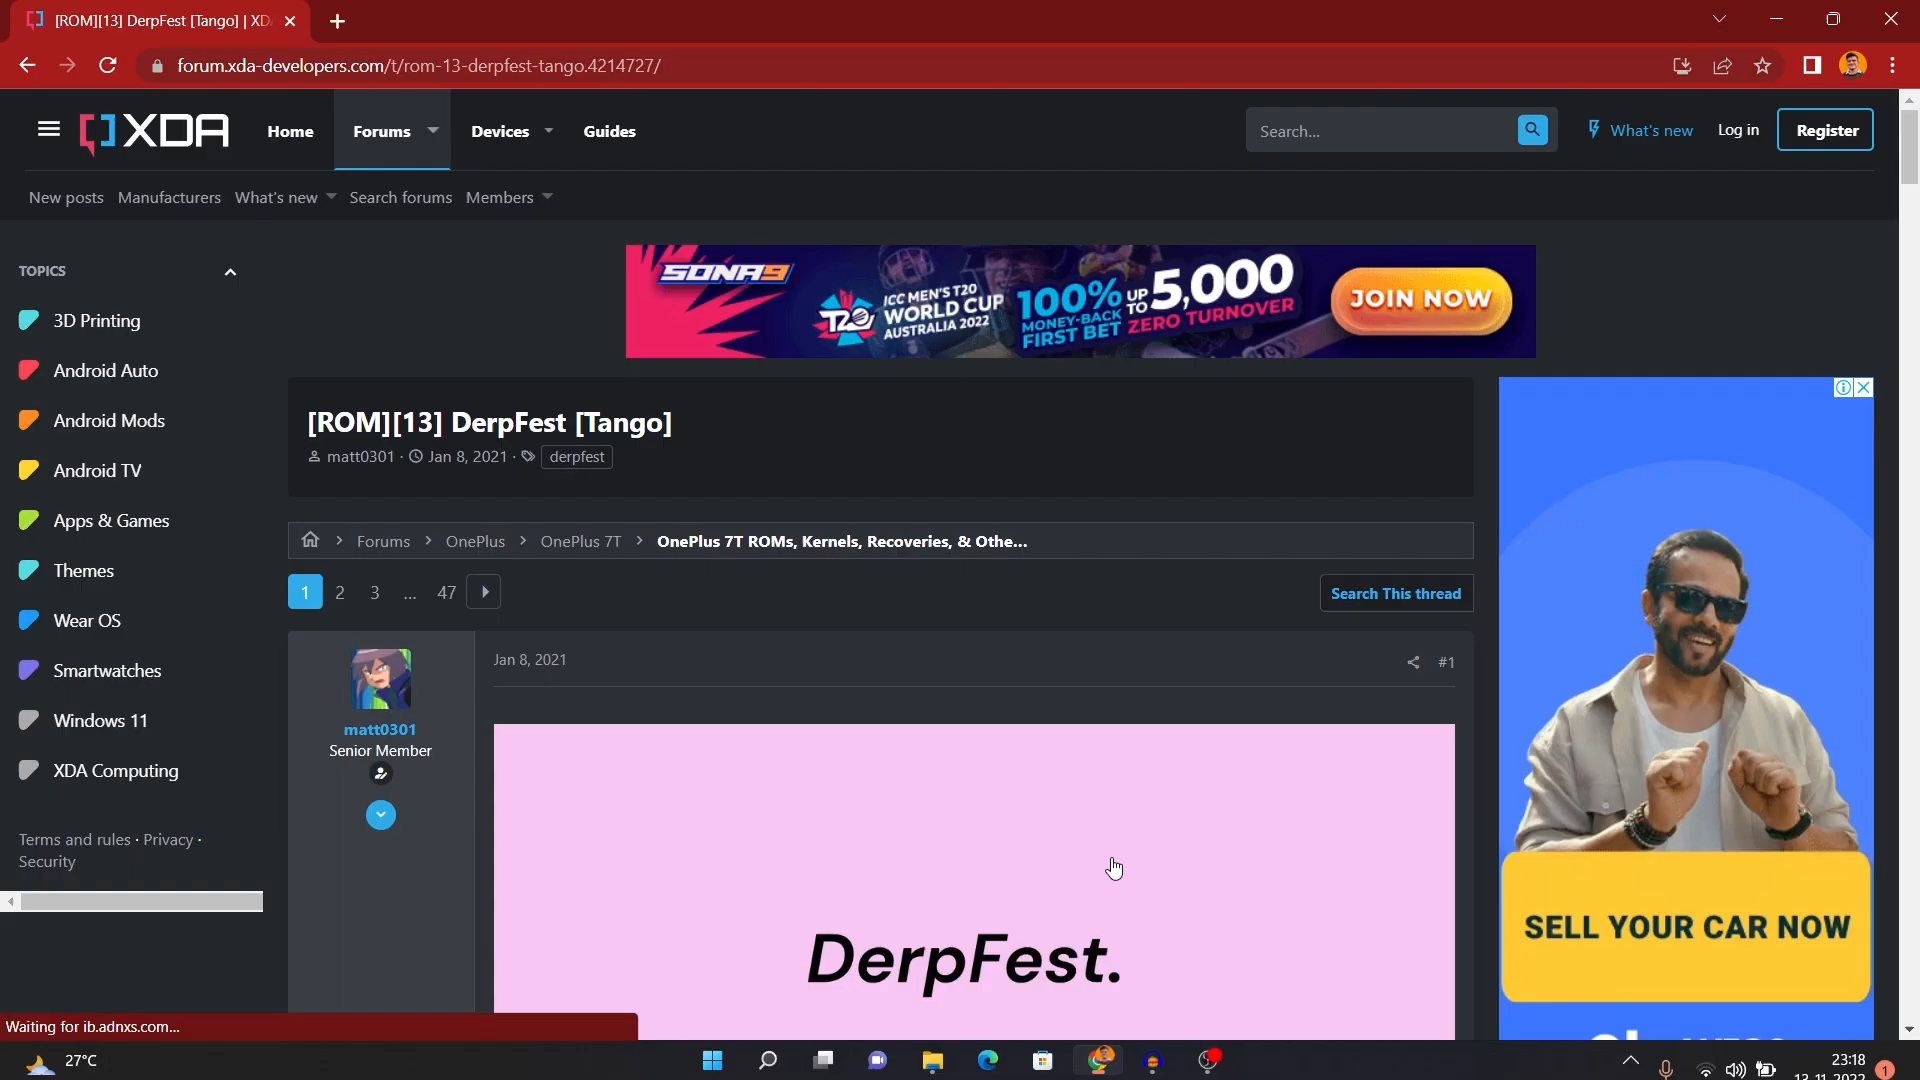 [ROM][13] DerpFest [Tango] | XD
forum.xda-developers.com/t/rom-13-derpfest-tango.4214727/
XDA
Home
Forums
Devices
Guides
Search...
What's new
Log in
Register
New posts
Manufacturers
What's new
Search forums
Members
TOPICS
3D Printing
Android Auto
Android Mods
Android TV
Apps & Games
Themes
Wear OS
Smartwatches
Windows 11
XDA Computing
Terms and rules · Privacy ·
Security
SONA9
T20
ICC MEN'S T20
WORLD CUP
AUSTRALIA 2022
100% UP TO 5,000
MONEY-BACK
FIRST BET ZERO TURNOVER
JOIN NOW
[ROM][13] DerpFest [Tango]
matt0301 · Jan 8, 2021 · derpfest
Forums
OnePlus
OnePlus 7T
OnePlus 7T ROMs, Kernels, Recoveries, & Othe...
1 2 3 ... 47
Search This thread
matt0301
Senior Member
Jan 8, 2021
#1
DerpFest.
SELL YOUR CAR NOW
Waiting for ib.adnxs.com...
27°C
23:18
13-11-2022
1